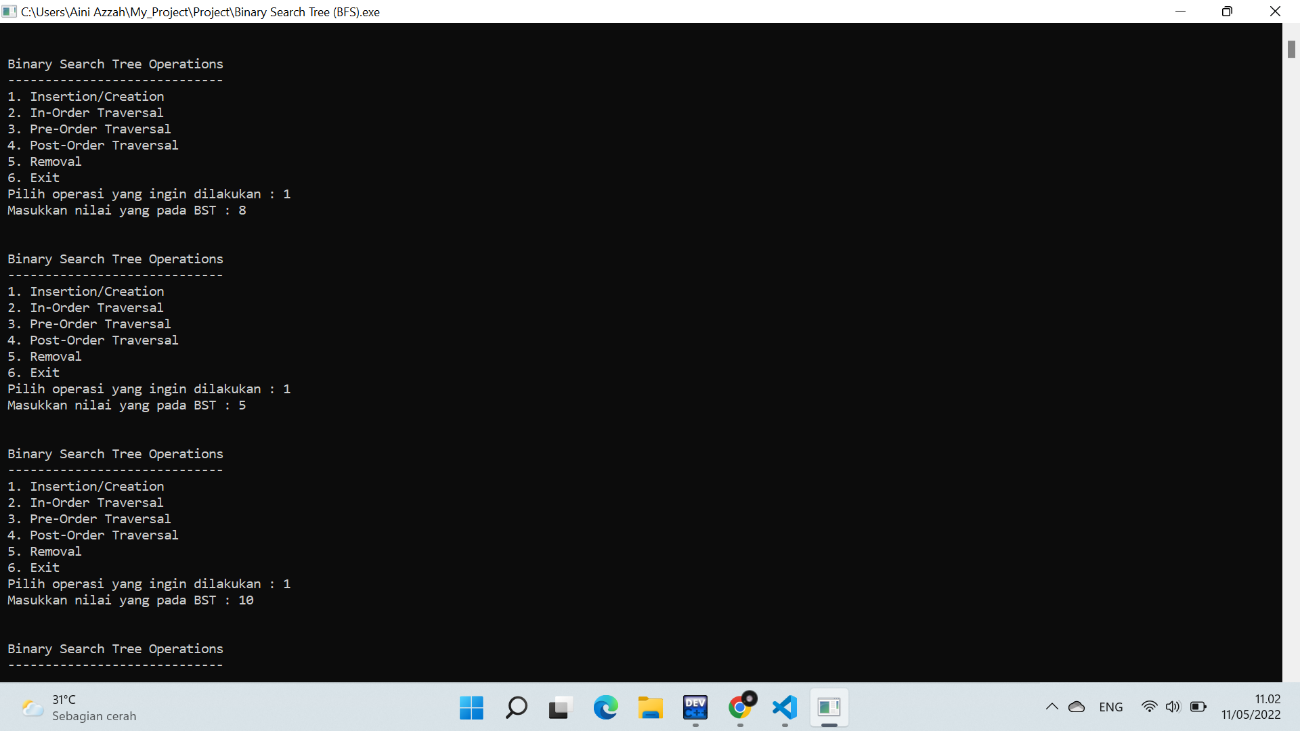 C:\Users\Aini Azzah\My_Project\Project\Binary Search Tree (BFS).exe
Binary Search Tree Operations
-----------------------------
1. Insertion/Creation
2. In-Order Traversal
3. Pre-Order Traversal
4. Post-Order Traversal
5. Removal
6. Exit
Pilih operasi yang ingin dilakukan : 1
Masukkan nilai yang pada BST : 8
Binary Search Tree Operations
-----------------------------
1. Insertion/Creation
2. In-Order Traversal
3. Pre-Order Traversal
4. Post-Order Traversal
5. Removal
6. Exit
Pilih operasi yang ingin dilakukan : 1
Masukkan nilai yang pada BST : 5
Binary Search Tree Operations
-----------------------------
1. Insertion/Creation
2. In-Order Traversal
3. Pre-Order Traversal
4. Post-Order Traversal
5. Removal
6. Exit
Pilih operasi yang ingin dilakukan : 1
Masukkan nilai yang pada BST : 10
Binary Search Tree Operations
-----------------------------
31°C
Sebagian cerah
DEV
ENG
11.02
11/05/2022